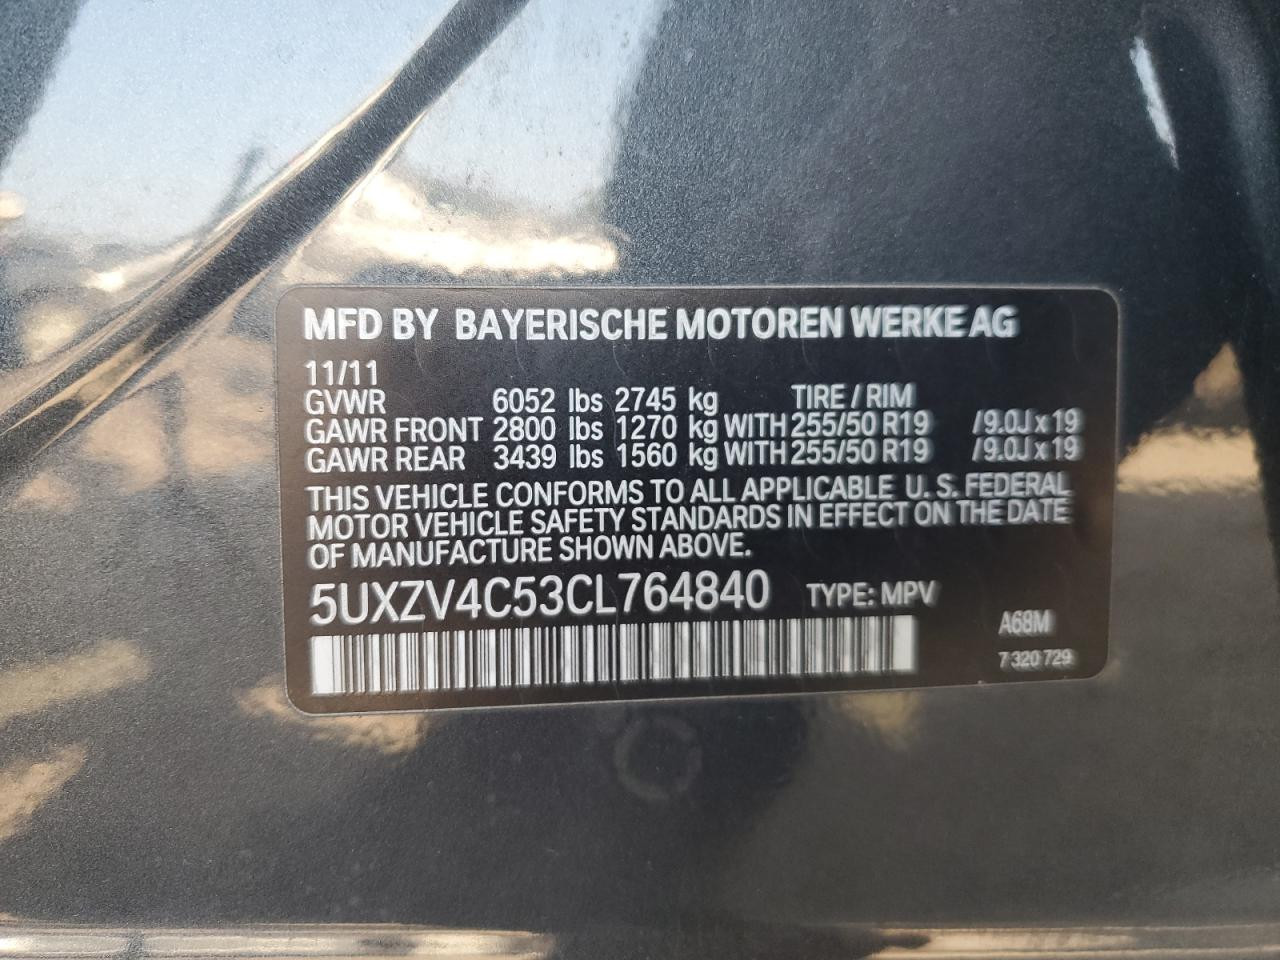 MFD BY BAYERISCHE MOTOREN WERKE AG
11/11
GVWR 6052 lbs 2745 kg TIRE / RIM
GAWR FRONT 2800 lbs 1270 kg WITH 255/50 R19 /9.0J x 19
GAWR REAR 3439 lbs 1560 kg WITH 255/50 R19 /9.0J x 19
THIS VEHICLE CONFORMS TO ALL APPLICABLE U. S. FEDERAL
MOTOR VEHICLE SAFETY STANDARDS IN EFFECT ON THE DATE
OF MANUFACTURE SHOWN ABOVE.
5UXZV4C53CL764840 TYPE: MPV
A68M
7 320 729